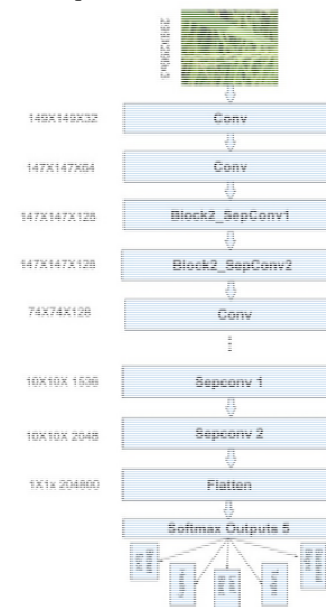 149X149X32
Conv
147X147X64
Conv
147X147X128
Block2_SepConv1
147X147X128
Block2_SepConv2
74X74X128
Conv
10X10X 1536
Sepconv 1
10X10X 2048
Sepconv 2
1X1x 204800
Flatten
Softmax Outputs 5